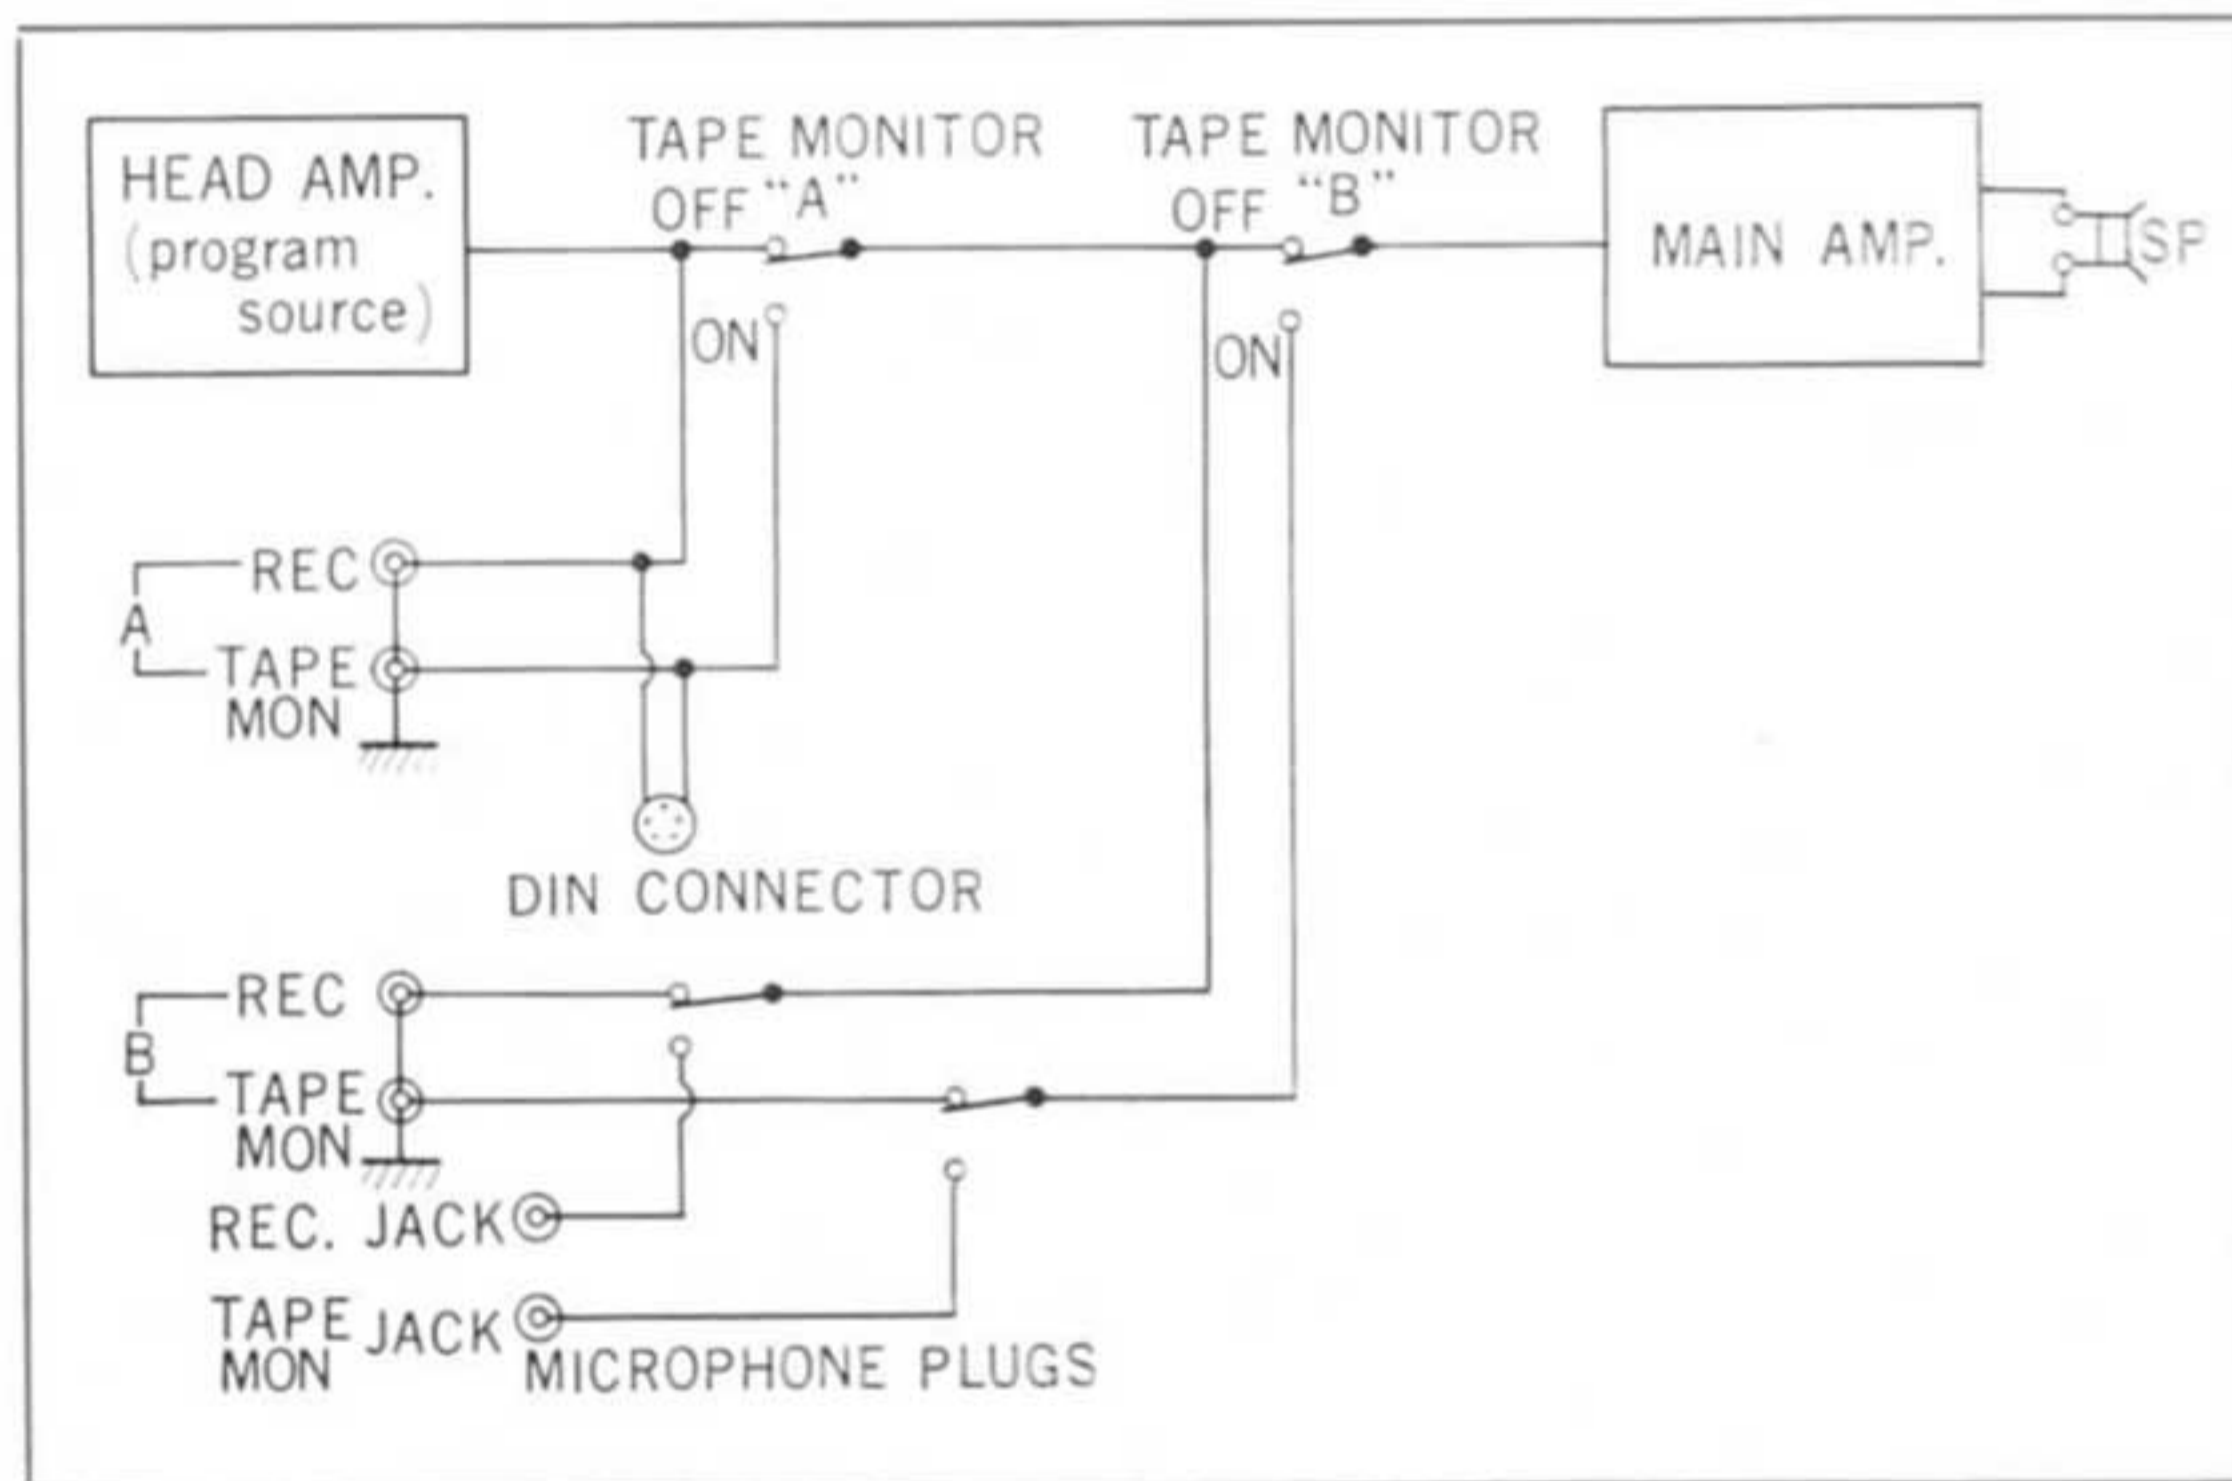 HEAD AMP.
(program
source)
TAPE MONITOR
OFF "A"
ON
TAPE MONITOR
OFF "B"
ON
MAIN AMP.
SP
A
REC
TAPE
MON
DIN CONNECTOR
B
REC
TAPE
MON
REC. JACK
TAPE
MON JACK
MICROPHONE PLUGS